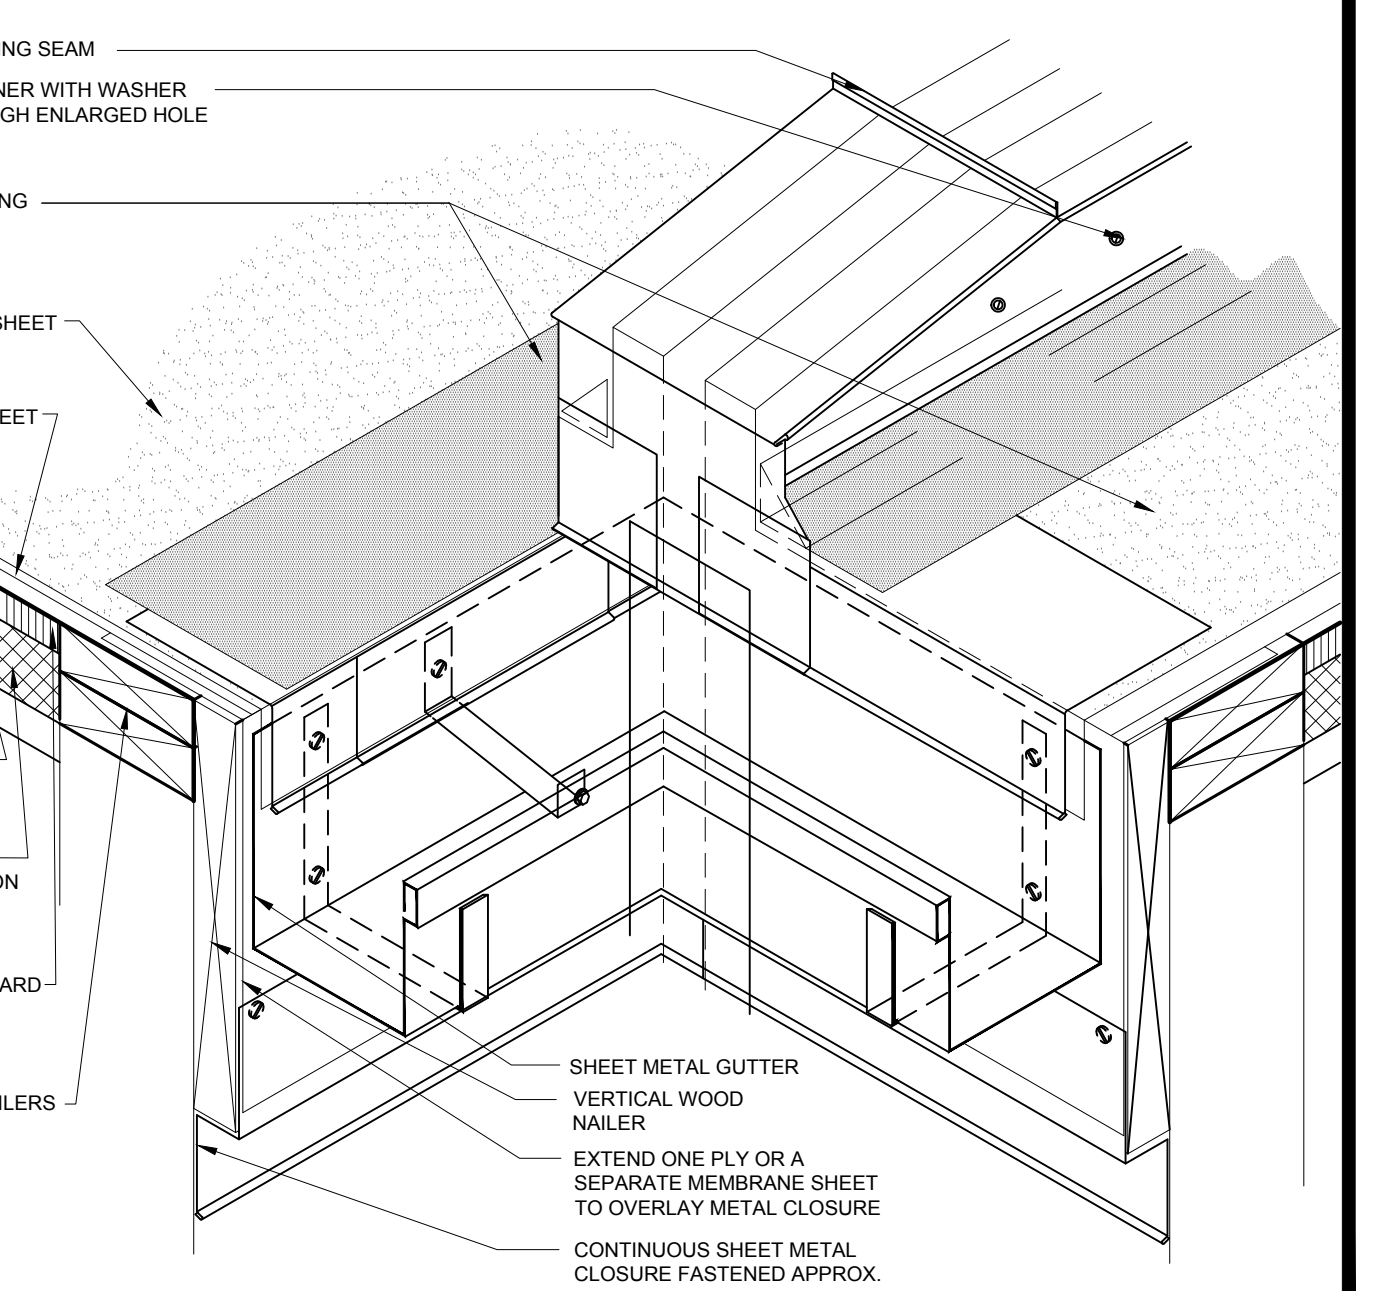 ING SEAM
NER WITH WASHER
GH ENLARGED HOLE
NG
SHEET
EET
ON
ARD
ILERS
SHEET METAL GUTTER
VERTICAL WOOD
NAILER
EXTEND ONE PLY OR A
SEPARATE MEMBRANE SHEET
TO OVERLAY METAL CLOSURE
CONTINUOUS SHEET METAL
CLOSURE FASTENED APPROX.